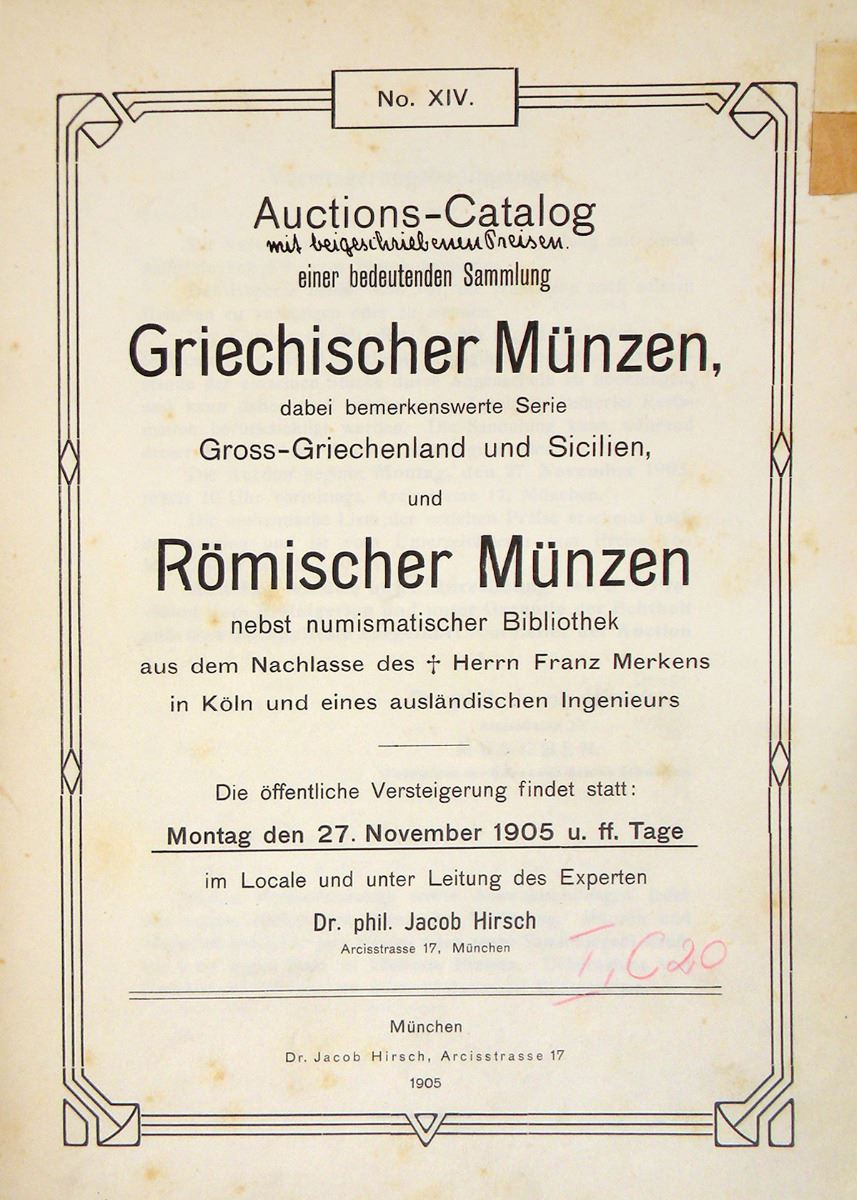 No. XIV.
Auctions-Catalog
mit beigeschriebenen Preisen.
einer bedeutenden Sammlung
Griechischer Münzen,
dabei bemerkenswerte Serie
Gross-Griechenland und Sicilien,
und
Römischer Münzen
nebst numismatischer Bibliothek
aus dem Nachlasse des † Herrn Franz Merkens
in Köln und eines ausländischen Ingenieurs
Die öffentliche Versteigerung findet statt:
Montag den 27. November 1905 u. ff. Tage
im Locale und unter Leitung des Experten
Dr. phil. Jacob Hirsch
Arcisstrasse 17, München
I, C20
München
Dr. Jacob Hirsch, Arcisstrasse 17
1905